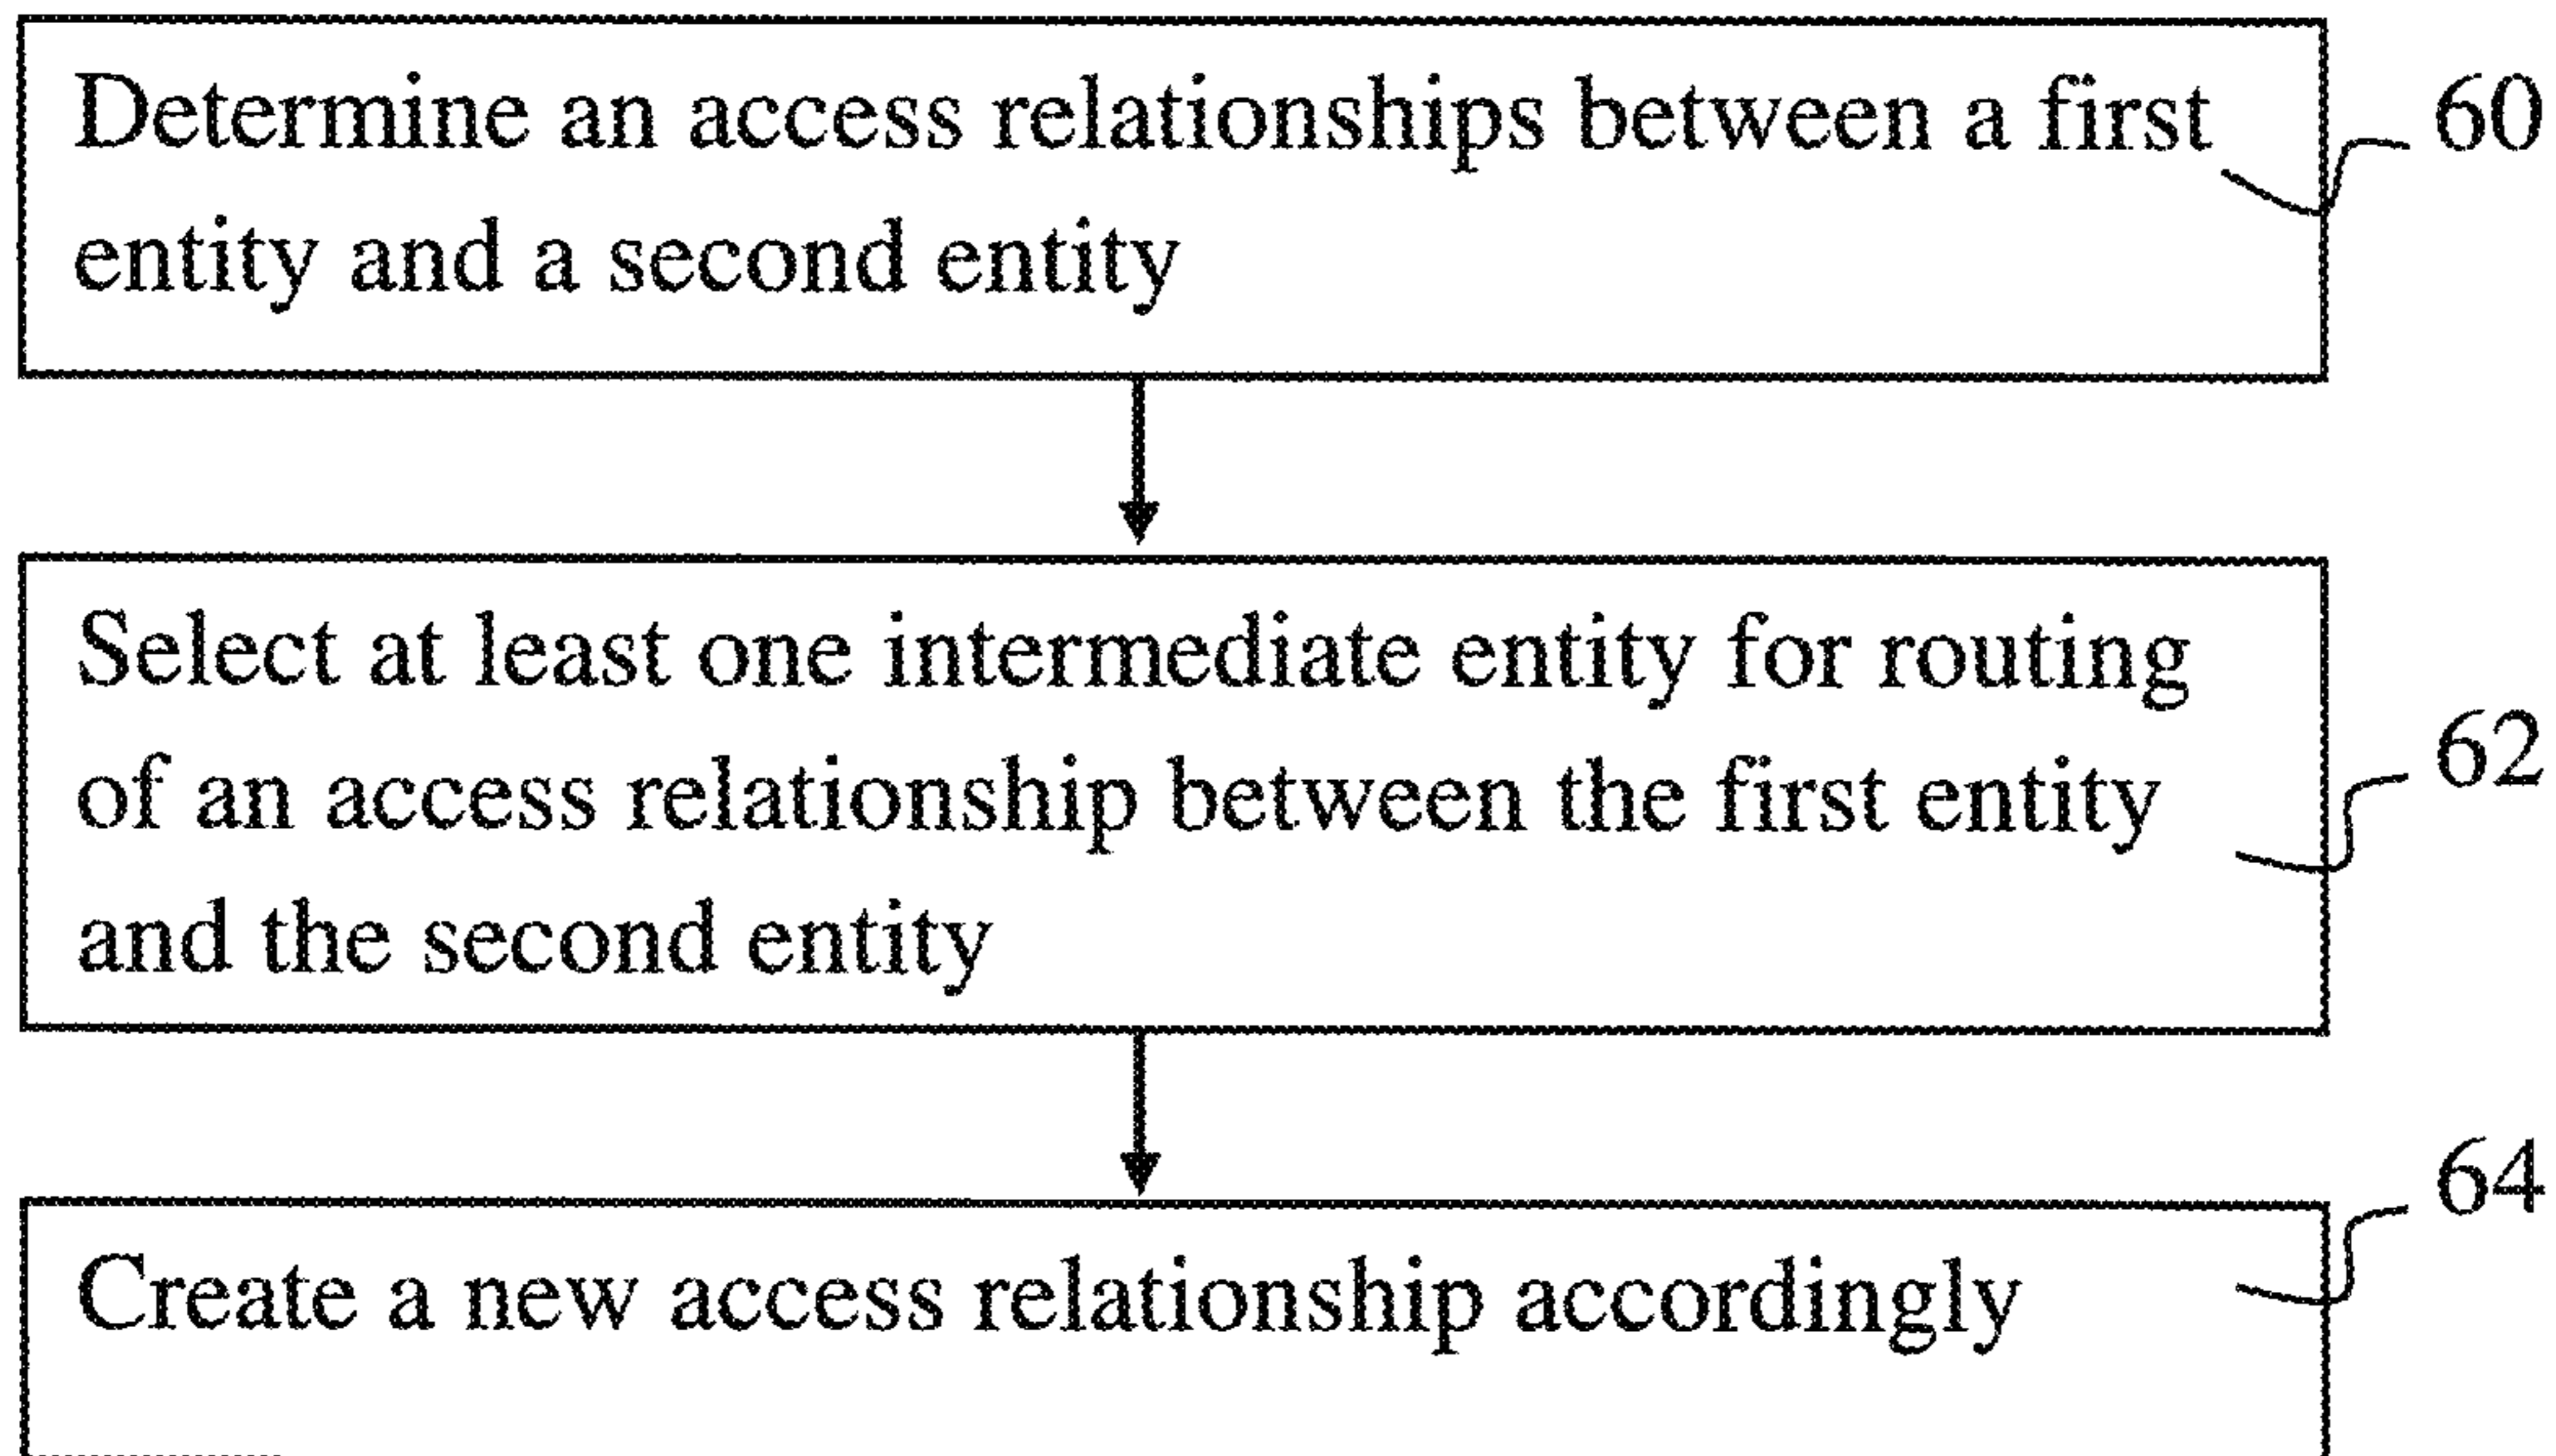 Determine an access relationships between a first
60
entity and a second entity
Select at least one intermediate entity for routing
62
of an access relationship between the first entity
and the second entity
64
Create a new access relationship accordingly